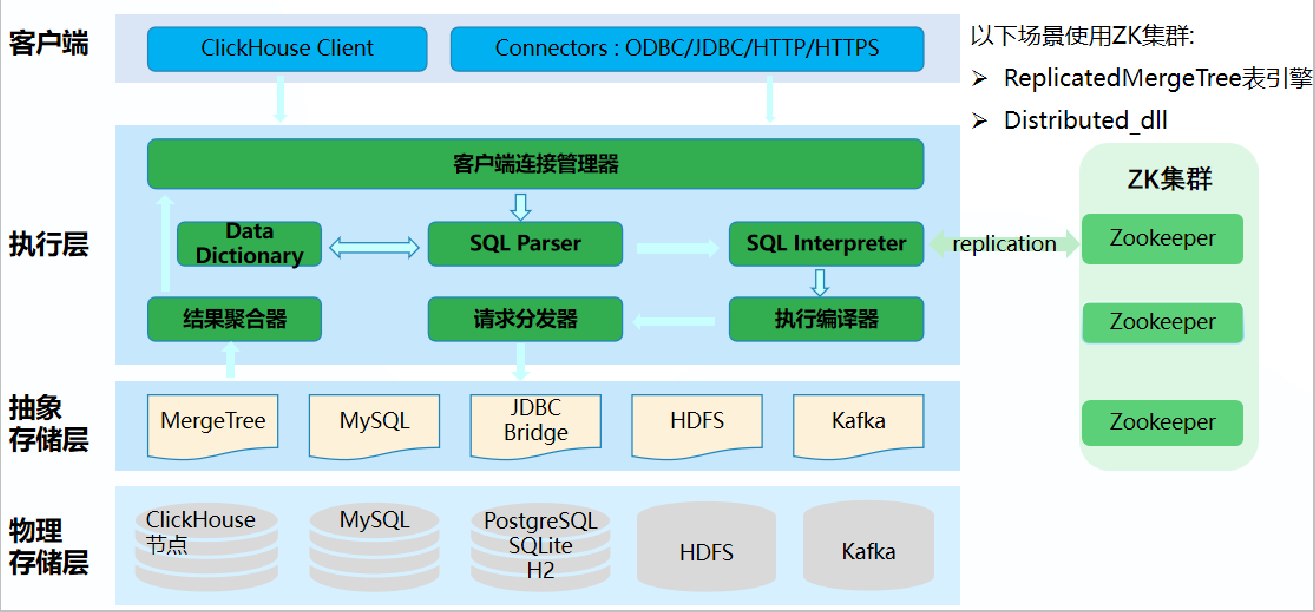 客户端
ClickHouse Client
Connectors : ODBC/JDBC/HTTP/HTTPS
以下场景使用ZK集群:
➢ ReplicatedMergeTree表引擎
➢ Distributed_dll
执行层
客户端连接管理器
Data
Dictionary
SQL Parser
SQL Interpreter
replication
结果聚合器
请求分发器
执行编译器
ZK集群
Zookeeper
Zookeeper
Zookeeper
抽象
存储层
MergeTree
MySQL
JDBC
Bridge
HDFS
Kafka
物理
存储层
ClickHouse
节点
MySQL
PostgreSQL
SQLite
H2
HDFS
Kafka